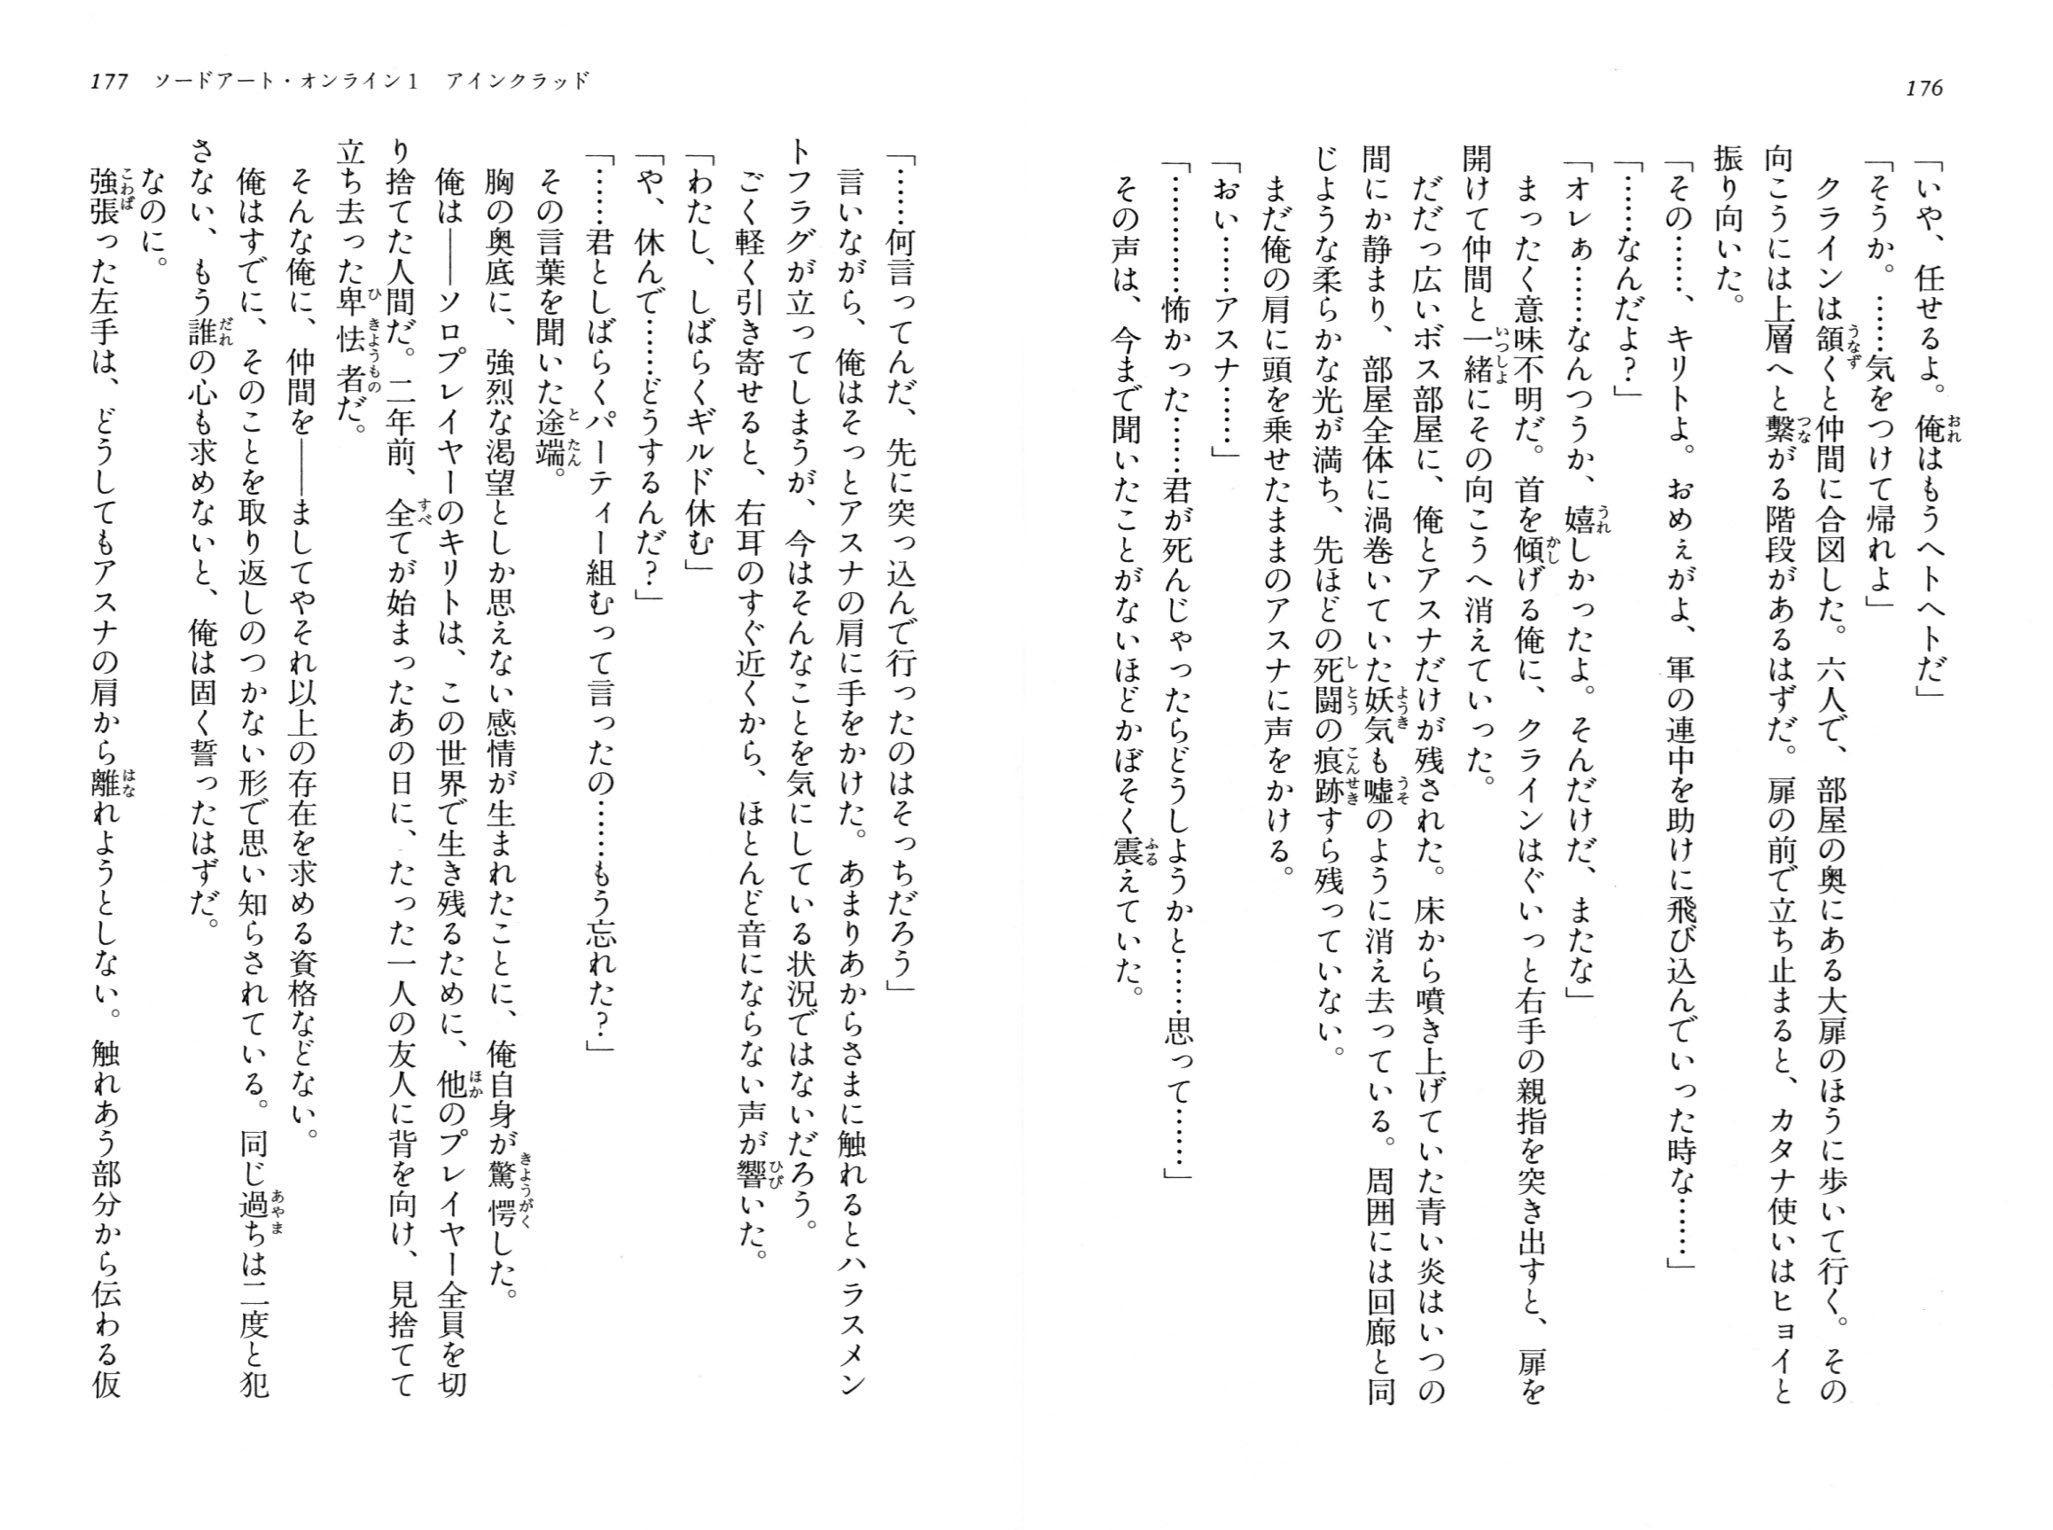 176
「いや、任せるよ。俺はもうヘトヘトだ」
「そうか。……気をつけて帰れよ」
クラインは頷くと仲間に合図した。六人で、部屋の奥にある大扉のほうに歩いて行く。その
向こうには上層へと繋がる階段があるはずだ。扉の前で立ち止まると、カタナ使いはヒョイと
振り向いた。
「その……、キリトよ。おめぇがよ、軍の連中を助けに飛び込んでいった時な……」
「……なんだよ?」
「オレぁ……なんつうか、嬉しかったよ。そんだけだ、またな」
まったく意味不明だ。首を傾げる俺に、クラインはぐいっと右手の親指を突き出すと、扉を
開けて仲間と一緒にその向こうへ消えていった。
だだっ広いボス部屋に、俺とアスナだけが残された。床から噴き上げていた青い炎はいつの
間にか静まり、部屋全体に渦巻いていた妖気も嘘のように消え去っている。周囲には回廊と同
じような柔らかな光が満ち、先ほどの死闘の痕跡すら残っていない。
まだ俺の肩に頭を乗せたままのアスナに声をかける。
「おい……アスナ……」
「…………怖かった……君が死んじゃったらどうしようかと……思って……」
その声は、今まで聞いたことがないほどかぼそく震えていた。
177 ソードアート・オンライン1 アインクラッド
「……何言ってんだ、先に突っ込んで行ったのはそっちだろう」
言いながら、俺はそっとアスナの肩に手をかけた。あまりあからさまに触れるとハラスメン
トフラグが立ってしまうが、今はそんなことを気にしている状況ではないだろう。
ごく軽く引き寄せると、右耳のすぐ近くから、ほとんど音にならない声が響いた。
「わたし、しばらくギルド休む」
「や、休んで……どうするんだ?」
「……君としばらくパーティー組むって言ったの……もう忘れた?」
その言葉を聞いた途端。
胸の奥底に、強烈な渇望としか思えない感情が生まれたことに、俺自身が驚愕した。
俺は――ソロプレイヤーのキリトは、この世界で生き残るために、他のプレイヤー全員を切
り捨てた人間だ。二年前、全てが始まったあの日に、たった一人の友人に背を向け、見捨てて
立ち去った卑怯者だ。
そんな俺に、仲間を――ましてやそれ以上の存在を求める資格などない。
俺はすでに、そのことを取り返しのつかない形で思い知らされている。同じ過ちは二度と犯
さない、もう誰の心も求めないと、俺は固く誓ったはずだ。
なのに。
強張った左手は、どうしてもアスナの肩から離れようとしない。触れあう部分から伝わる仮